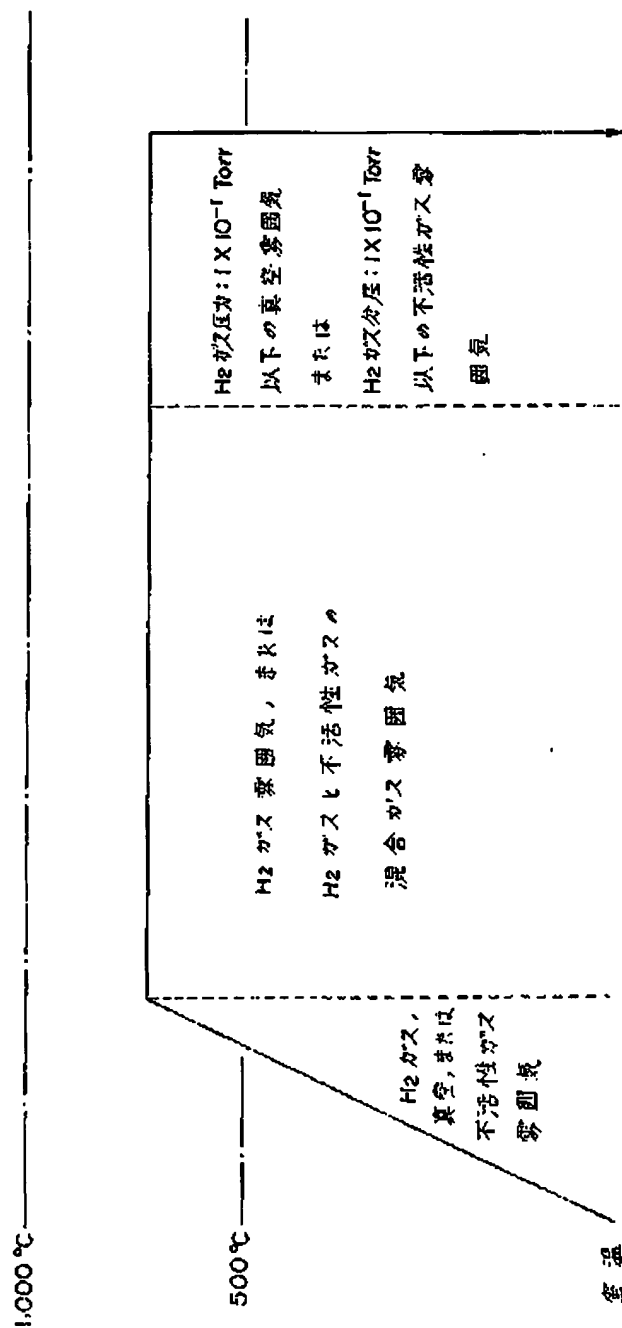 1,000℃
500℃
室温
H2ガス,
真空,または
不活性ガス
雰囲気
H2ガス雰囲気,または
H2ガスと不活性ガスの
混合ガス雰囲気
H2ガス圧力:1×10⁻¹Torr
以下の真空雰囲気
または
H2ガス分圧:1×10⁻¹Torr
以下の不活性ガス雰
囲気